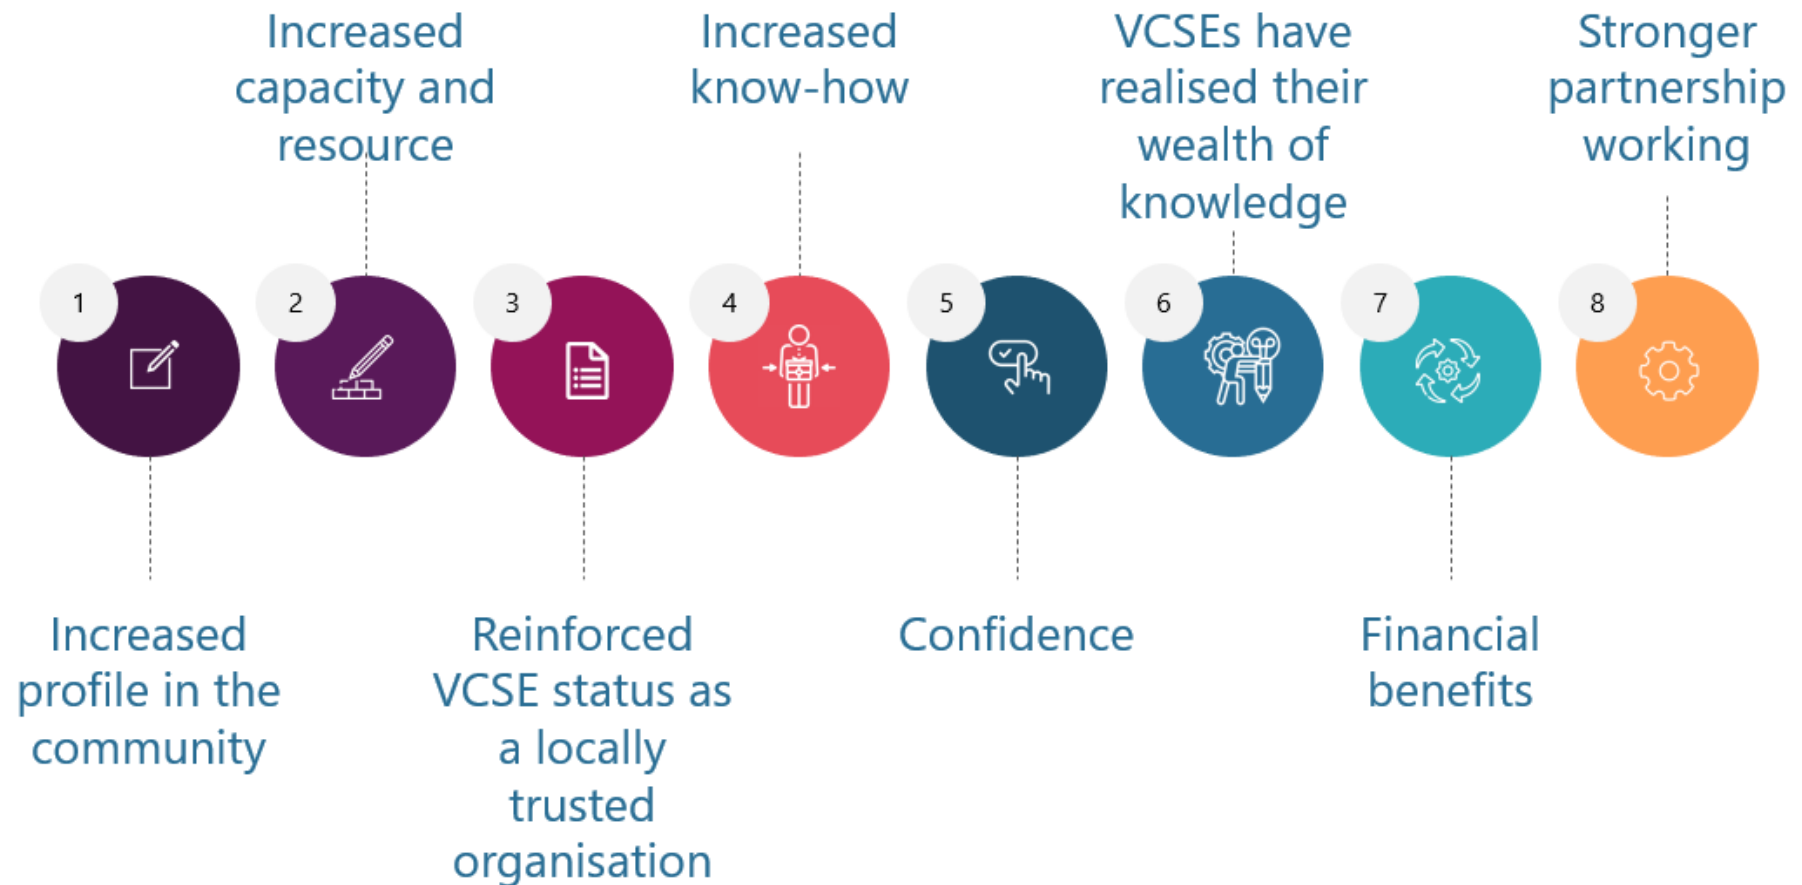 Increased
capacity and
resource
Increased
know-how
VCSEs have
realised their
wealth of
knowledge
Stronger
partnership
working
1
2
3
4
5
6
7
8
Increased
profile in the
community
Reinforced
VCSE status as
a locally
trusted
organisation
Confidence
Financial
benefits